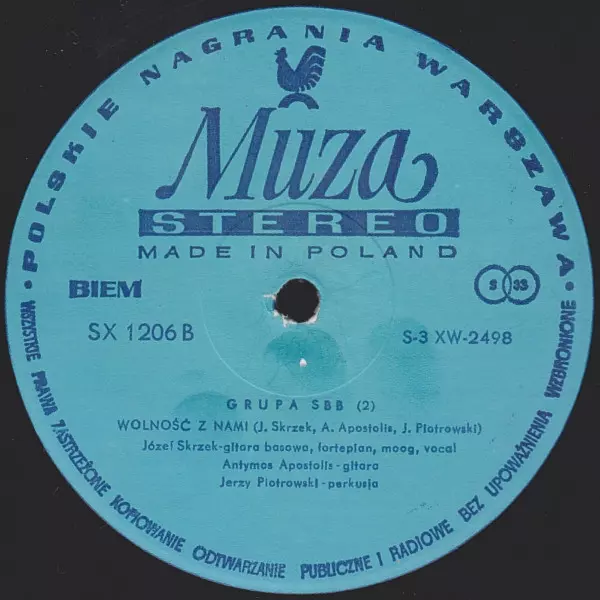 • POLSKIE NAGRANIA WARSZAWA •
Muza
STEREO
MADE IN POLAND
BIEM
S 33
SX 1206 B
S-3 XW-2498
GRUPA SBB (2)
WOLNOŚĆ Z NAMI (J. Skrzek, A. Apostolis, J. Piotrowski)
Józef Skrzek-gitara basowa, fortepian, moog, vocal
Antymos Apostolis - gitara
Jerzy Piotrowski - perkusja
WSZYSTKIE PRAWA ZASTRZEŻONE KOPIOWANIE ODTWARZANIE PUBLICZNE I RADIOWE BEZ UPOWAŻNIENIA WZBRONIONE